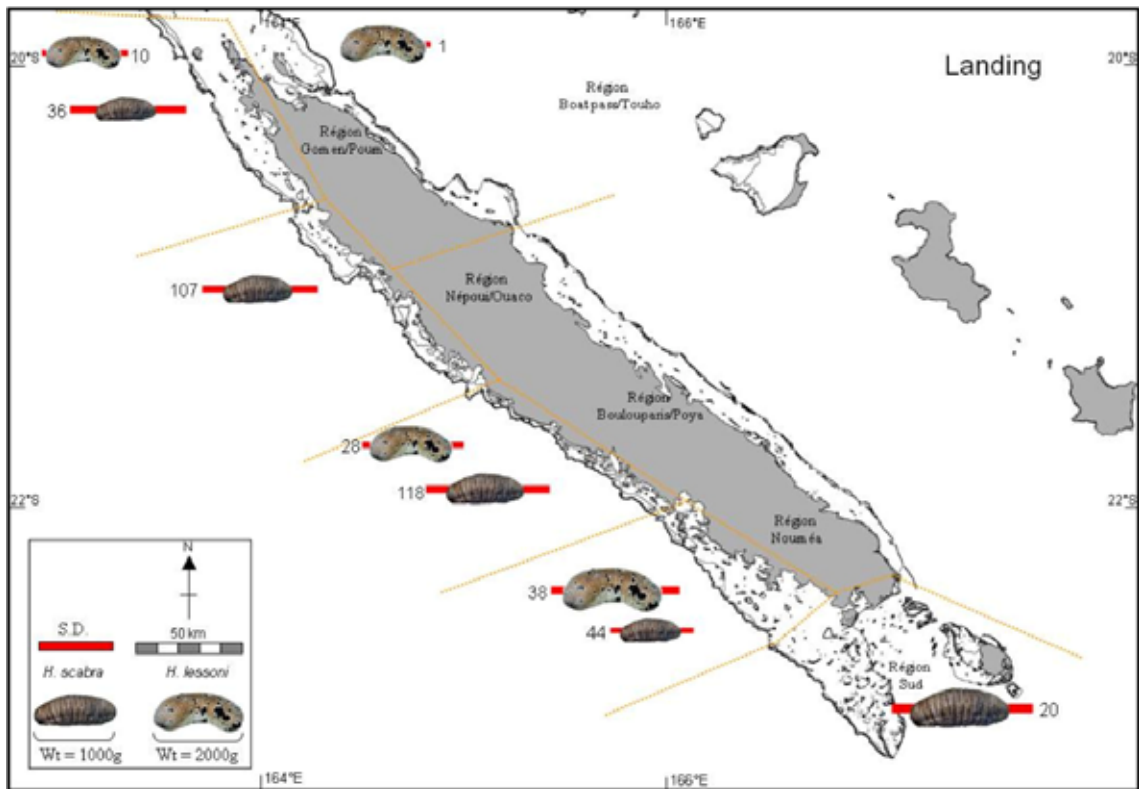 164°E
166°E
20°S
20°S
Landing
10
1
36
Région
Boatpass/Touho
Région
Gomen/Poum
107
Région
Népoui/Ouaco
Région
Boulouparis/Poya
28
118
22°S
22°S
Région
Nouméa
38
44
Région
Sud
20
N
S.D.
50 km
H. scabra
H. lessoni
Wt = 1000g
Wt = 2000g
164°E
166°E